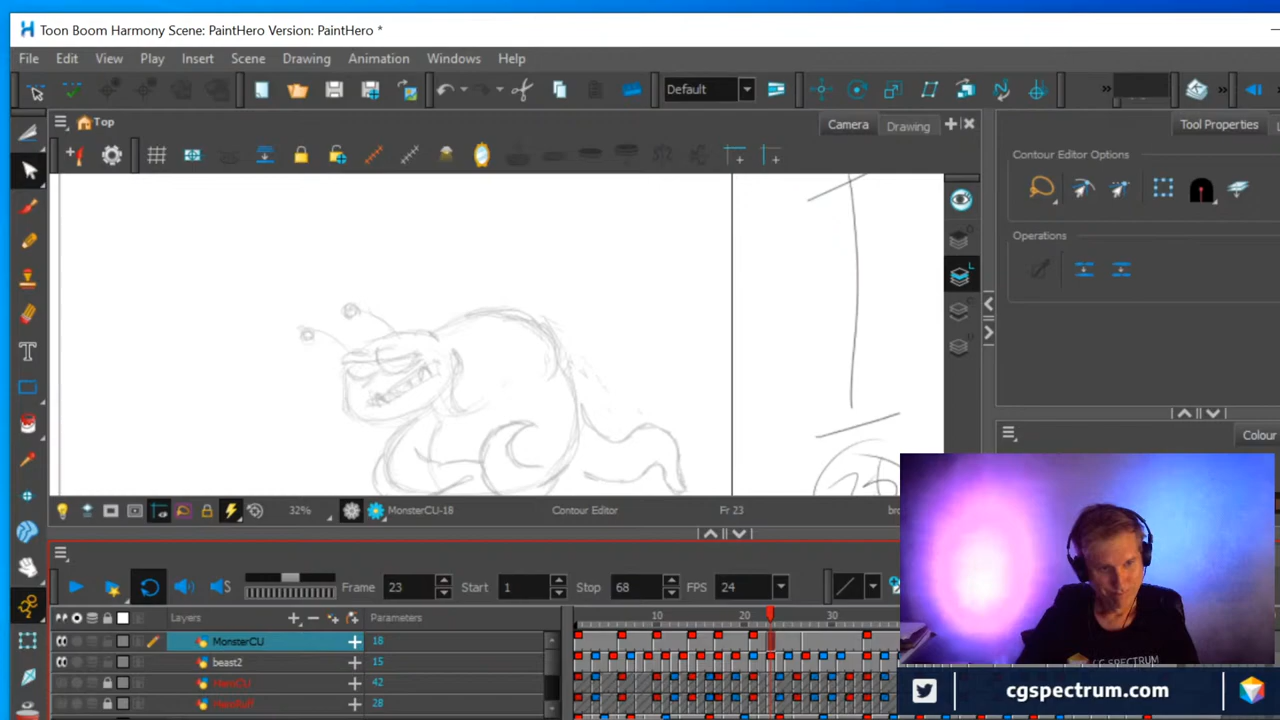 Toon Boom Harmony Scene: PaintHero Version: PaintHero *
File Edit View Play Insert Scene Drawing Animation Windows Help
Default
Top
Camera Drawing
Tool Properties
Contour Editor Options
Operations
Colour
32%
MonsterCU-18
Contour Editor
Fr 23
Frame 23 Start 1 Stop 68 FPS 24
Layers Parameters
10 20 30
MonsterCU 18
beast2 15
42
28
CG SPECTRUM
cgspectrum.com